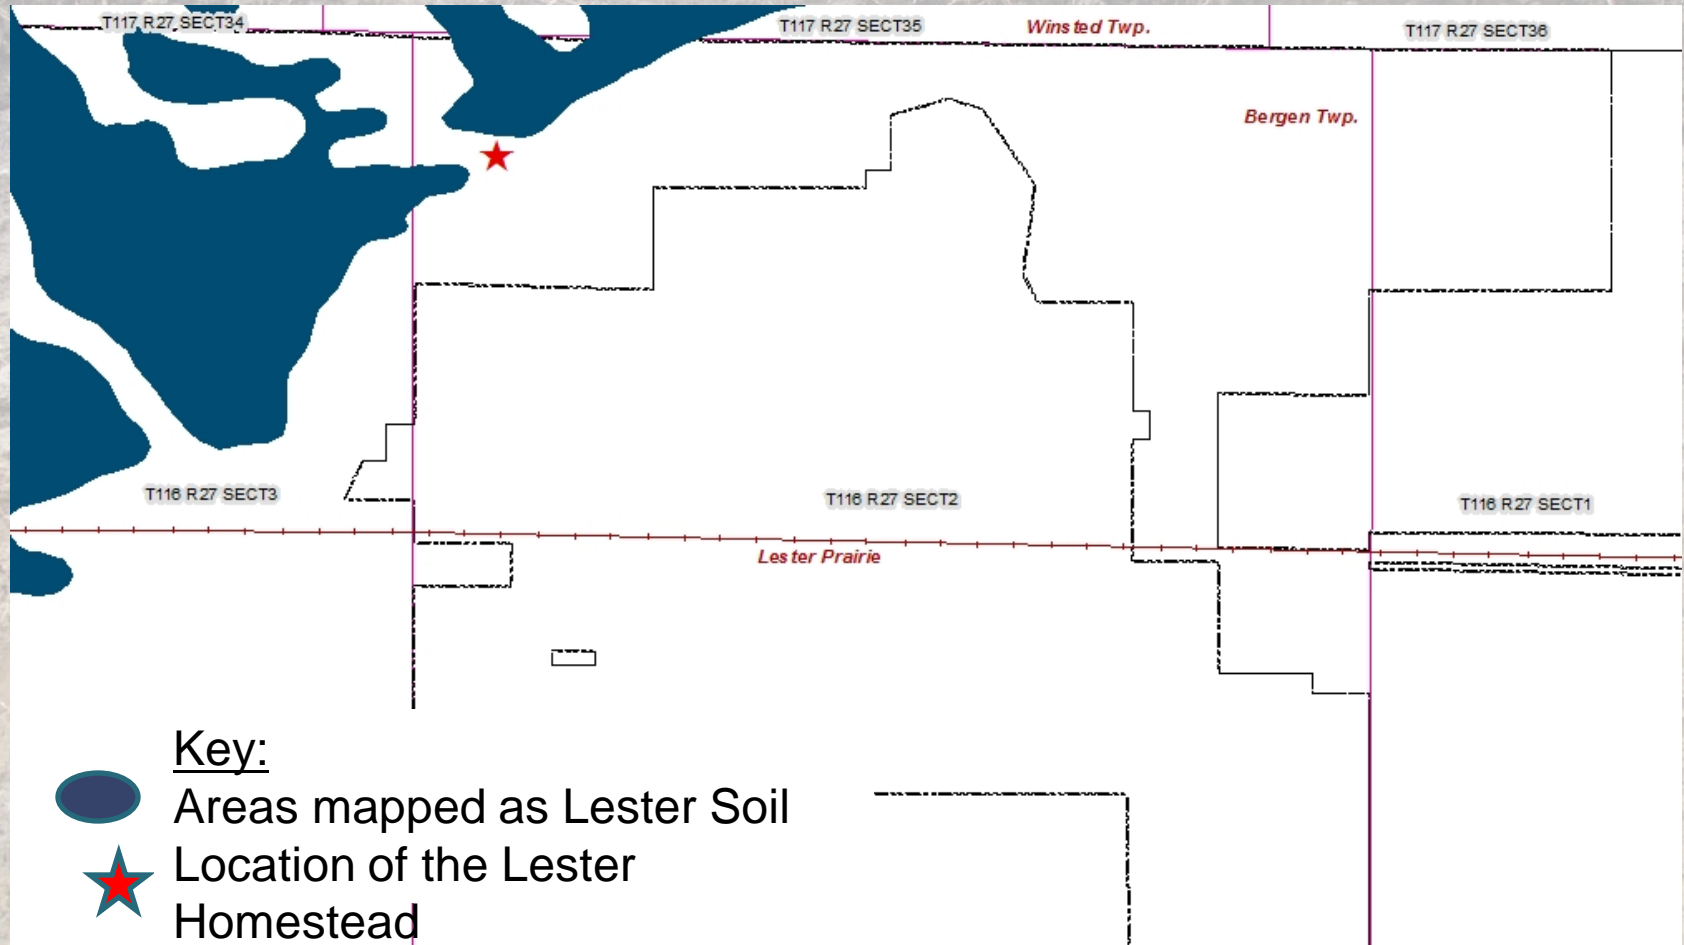 T117 R27 SECT34
T117 R27 SECT35
Winsted Twp.
T117 R27 SECT36
Bergen Twp.
T116 R27 SECT3
T116 R27 SECT2
T116 R27 SECT1
Lester Prairie
Key:
Areas mapped as Lester Soil
Location of the Lester
Homestead